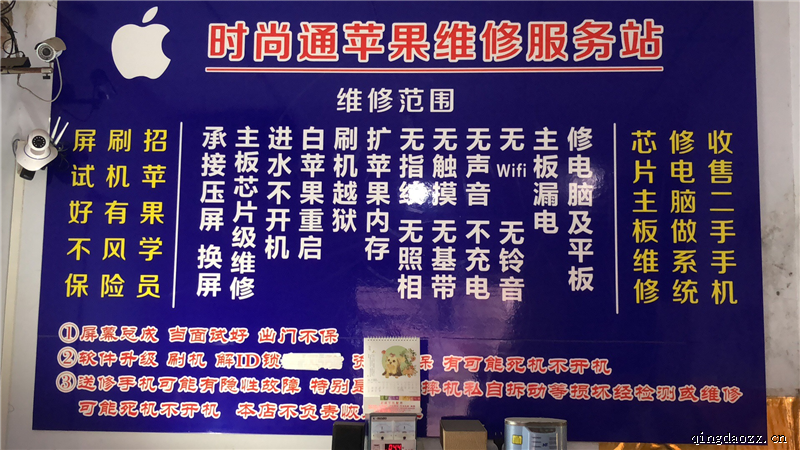 时尚通苹果维修服务站
维修范围
招苹果学员
刷机有风险
屏试好不保
修电脑及平板
主板漏电
无Wifi 无铃音
无声音 不充电
无触摸 无基带
无指纹 无照相
扩苹果内存
刷机越狱
白苹果重启
进水不开机
主板芯片级维修
承接压屏 换屏
收售二手手机
修电脑做系统
芯片主板维修
①屏幕总成 当面试好 出门不保
②软件升级 刷机 解ID锁 保 有可能死机不开机
③送修手机可能有隐性故障 特别是 摔机私自拆动等损坏经检测或维修
可能死机不开机 本店不负责
qingdaozz.cn